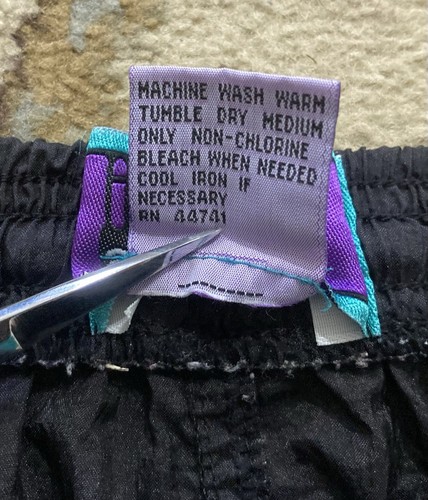 MACHINE WASH WARM
TUMBLE DRY MEDIUM
ONLY NON-CHLORINE
BLEACH WHEN NEEDED
COOL IRON IF
NECESSARY
RN 44741